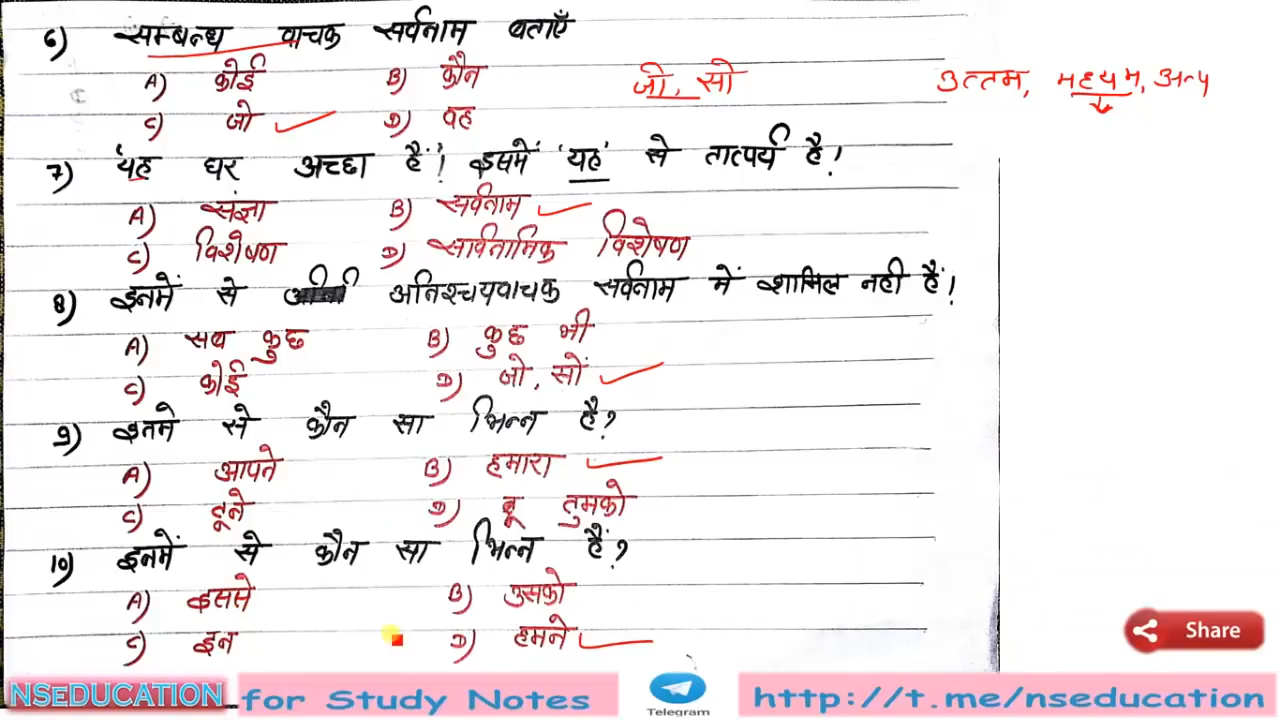 6) सम्बन्ध वाचक सर्वनाम बताएँ
A) कोई B) कौन जो, सो उत्तम, मध्यम, अन्य
C) जो D) वह
7) 'यह घर अच्छा है'! इसमें 'यह' से तात्पर्य है!
A) संज्ञा B) सर्वनाम
C) विशेषण D) सार्वनामिक विशेषण
8) इनमें से अनिश्चयवाचक सर्वनाम में शामिल नही हैं!
A) सब कुछ B) कुछ भी
C) कोई D) जो, सों
9) इनमे से कौन सा भिन्न है?
A) आपने B) हमारा
C) तूने D) तुमको
10) इनमें से कौन सा भिन्न हैं?
A) इससे B) उसको
C) इन D) हमने
Share
NSEDUCATION for Study Notes Telegram http://t.me/nseducation